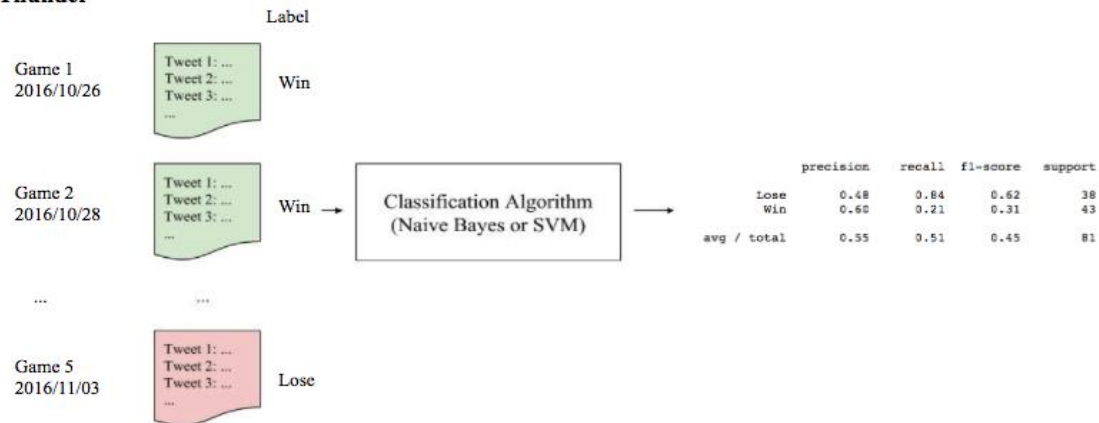 Label
Game 1
2016/10/26
Tweet 1: ...
Tweet 2: ...
Tweet 3: ...
...
Win
Game 2
2016/10/28
Tweet 1: ...
Tweet 2: ...
Tweet 3: ...
...
Win
Classification Algorithm
(Naive Bayes or SVM)
precision recall f1-score support
Lose 0.48 0.84 0.62 38
Win 0.60 0.21 0.31 43
avg / total 0.55 0.51 0.45 81
... ...
Game 5
2016/11/03
Tweet 1: ...
Tweet 2: ...
Tweet 3: ...
...
Lose